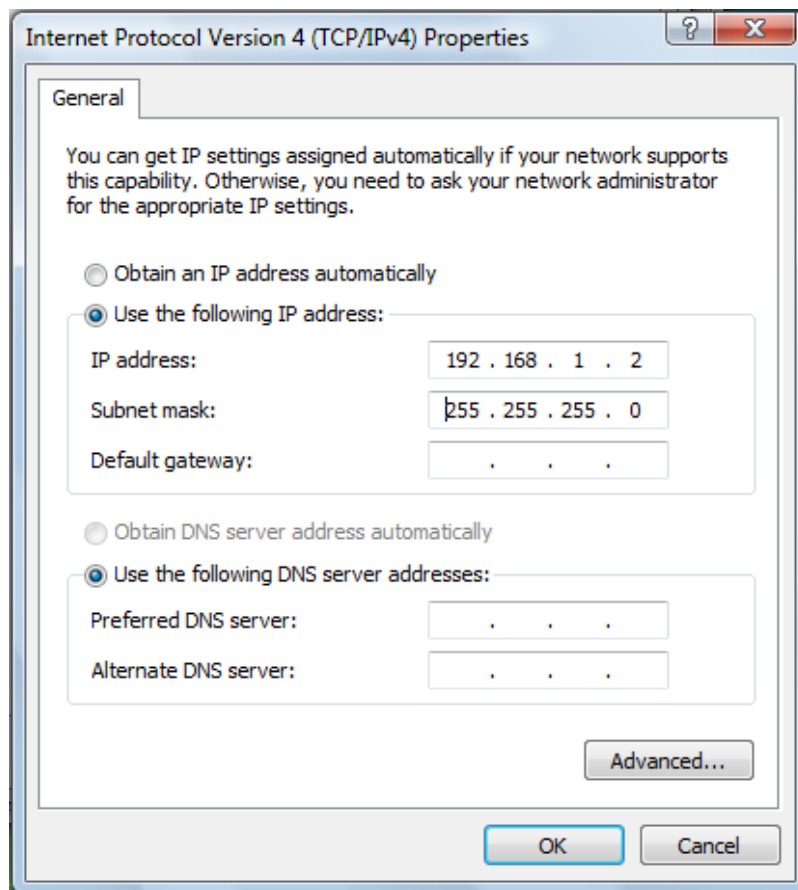 Internet Protocol Version 4 (TCP/IPv4) Properties
?
X
General
You can get IP settings assigned automatically if your network supports
this capability. Otherwise, you need to ask your network administrator
for the appropriate IP settings.
Obtain an IP address automatically
Use the following IP address:
IP address: 192 . 168 . 1 . 2
Subnet mask: 255 . 255 . 255 . 0
Default gateway: . . .
Obtain DNS server address automatically
Use the following DNS server addresses:
Preferred DNS server: . . .
Alternate DNS server: . . .
Advanced...
OK Cancel